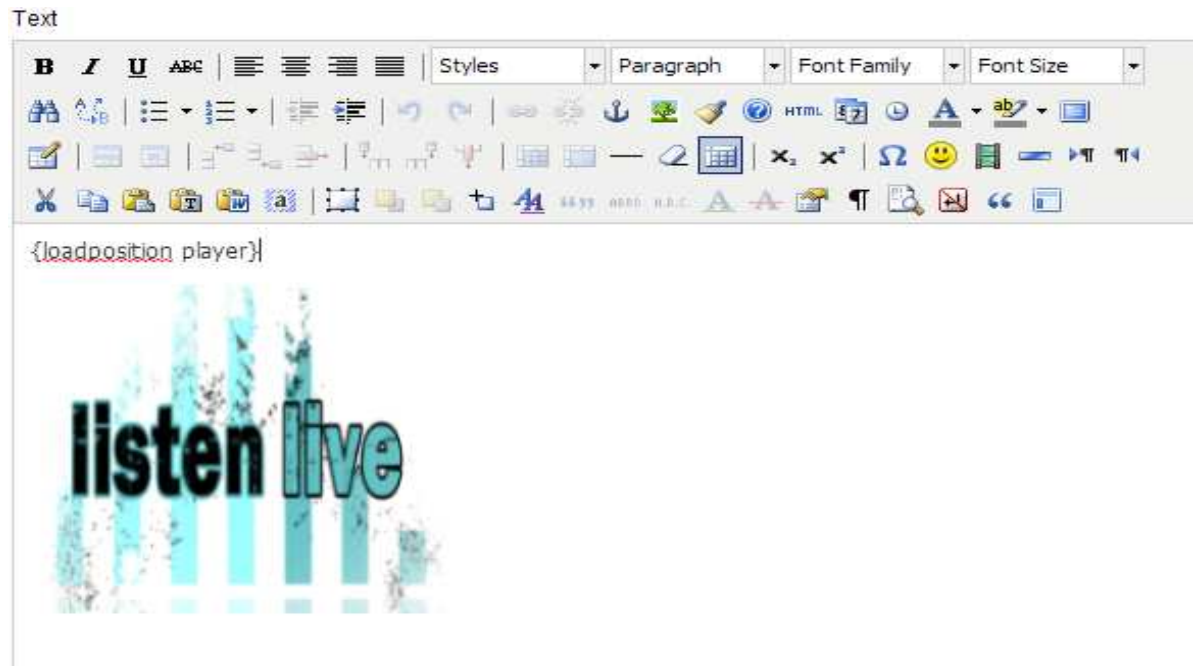 Text
B I U ABC Styles Paragraph Font Family Font Size
HTML
{loadposition player}
listen live